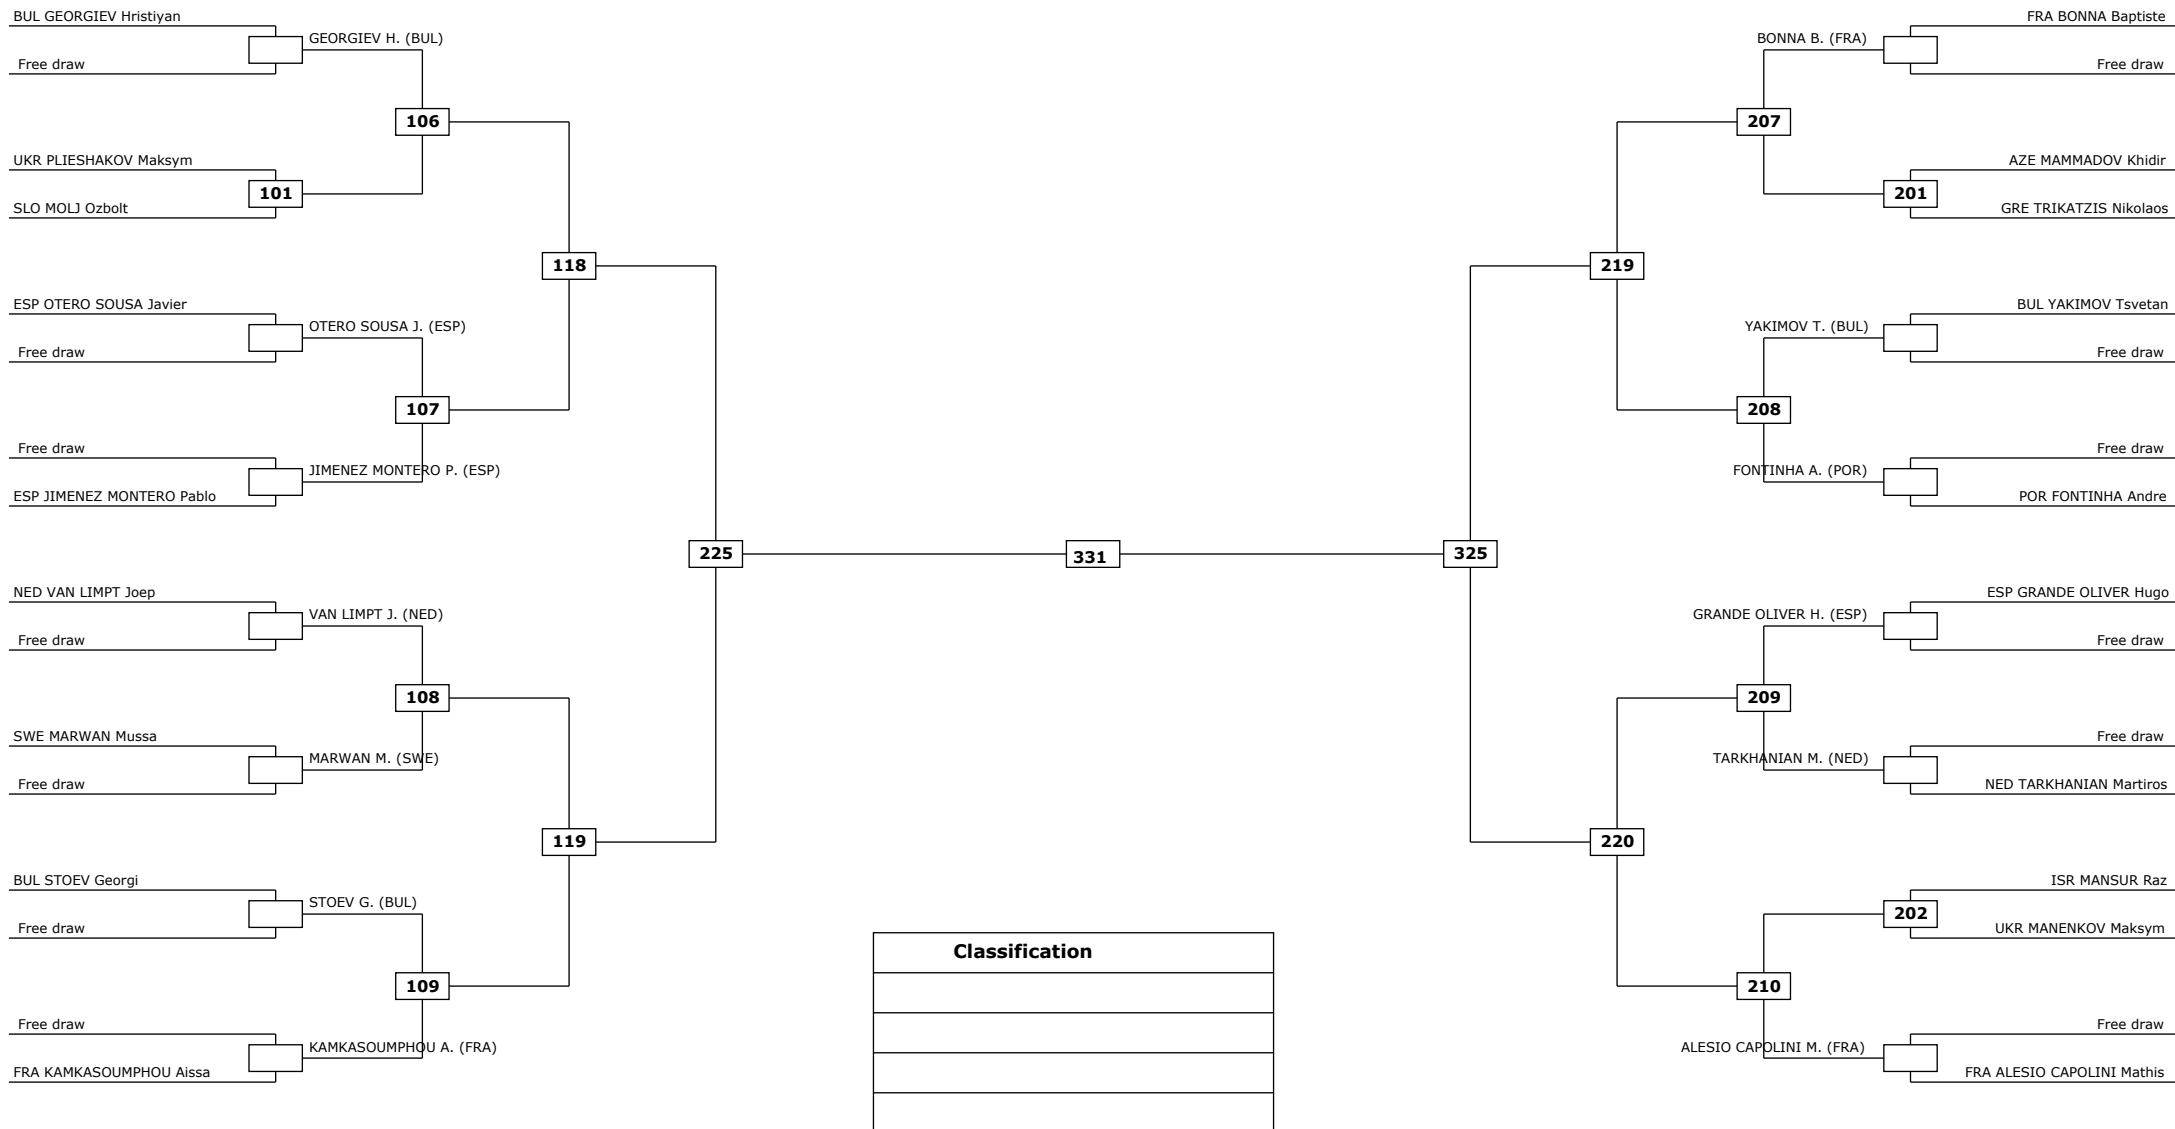 BUL GEORGIEV Hristiyan
GEORGIEV H. (BUL)
Free draw
106
UKR PLIESHAKOV Maksym
101
SLO MOLJ Ozbolt
118
ESP OTERO SOUSA Javier
OTERO SOUSA J. (ESP)
Free draw
107
Free draw
JIMENEZ MONTERO P. (ESP)
ESP JIMENEZ MONTERO Pablo
225
NED VAN LIMPT Joep
VAN LIMPT J. (NED)
Free draw
108
SWE MARWAN Mussa
MARWAN M. (SWE)
Free draw
119
BUL STOEV Georgi
STOEV G. (BUL)
Free draw
109
Free draw
KAMKASOUMPHOU A. (FRA)
FRA KAMKASOUMPHOU Aissa
331
FRA BONNA Baptiste
BONNA B. (FRA)
Free draw
207
AZE MAMMADOV Khidir
201
GRE TRIKATZIS Nikolaos
219
BUL YAKIMOV Tsvetan
YAKIMOV T. (BUL)
Free draw
208
Free draw
FONTINHA A. (POR)
POR FONTINHA Andre
325
ESP GRANDE OLIVER Hugo
GRANDE OLIVER H. (ESP)
Free draw
209
Free draw
TARKHANIAN M. (NED)
NED TARKHANIAN Martiros
220
ISR MANSUR Raz
202
UKR MANENKOV Maksym
210
Free draw
ALESIO CAPOLINI M. (FRA)
FRA ALESIO CAPOLINI Mathis
Classification